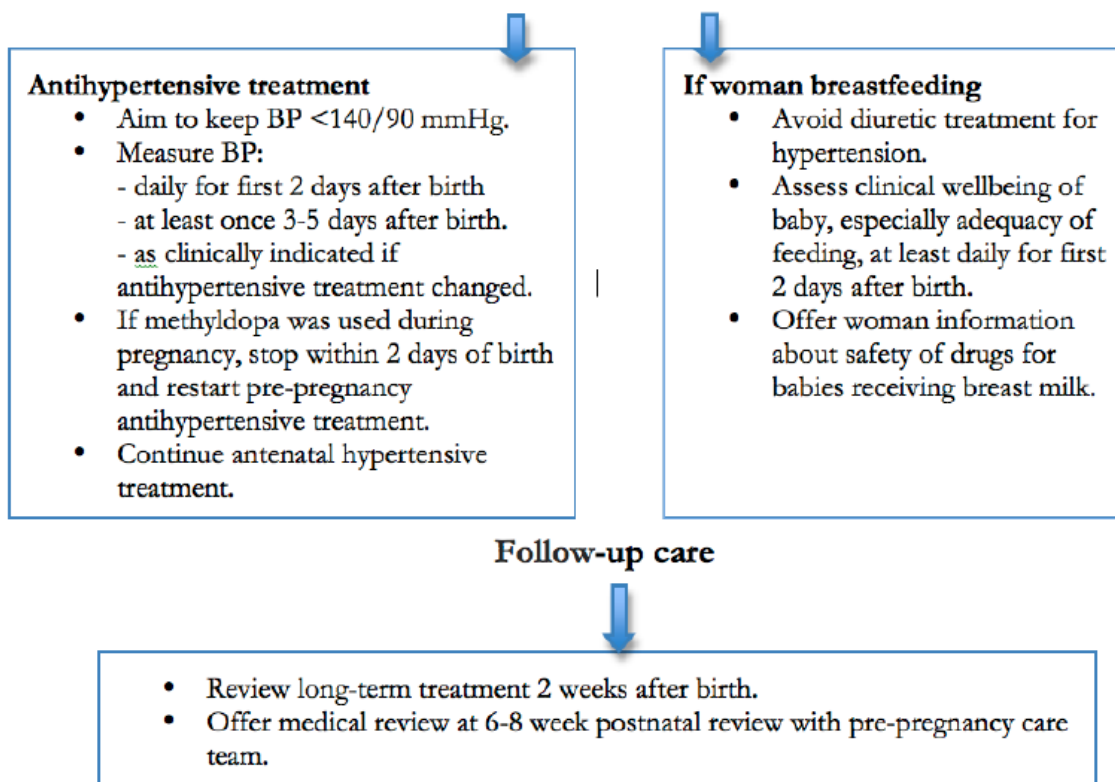 Antihypertensive treatment
• Aim to keep BP <140/90 mmHg.
• Measure BP:
- daily for first 2 days after birth
- at least once 3-5 days after birth.
- as clinically indicated if
antihypertensive treatment changed.
• If methyldopa was used during
pregnancy, stop within 2 days of birth
and restart pre-pregnancy
antihypertensive treatment.
• Continue antenatal hypertensive
treatment.
If woman breastfeeding
• Avoid diuretic treatment for
hypertension.
• Assess clinical wellbeing of
baby, especially adequacy of
feeding, at least daily for first
2 days after birth.
• Offer woman information
about safety of drugs for
babies receiving breast milk.
Follow-up care
• Review long-term treatment 2 weeks after birth.
• Offer medical review at 6-8 week postnatal review with pre-pregnancy care
team.